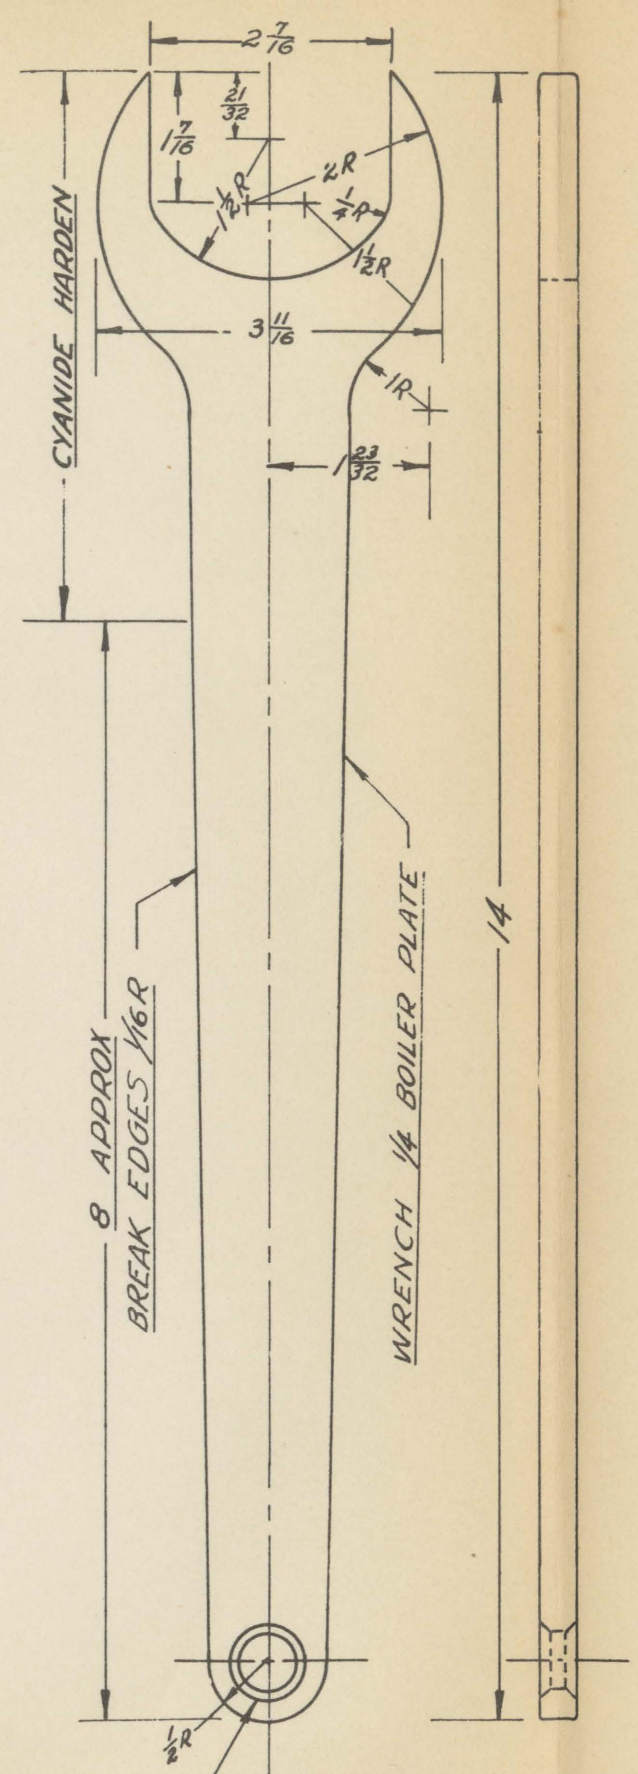 2 7/16
21/32
1 7/16
2R
1 1/2R
1/4R
1 1/2R
CYANIDE HARDEN
3 11/16
1R
1 23/32
14
WRENCH 1/4 BOILER PLATE
BREAK EDGES 1/16R
8 APPROX
1/2R